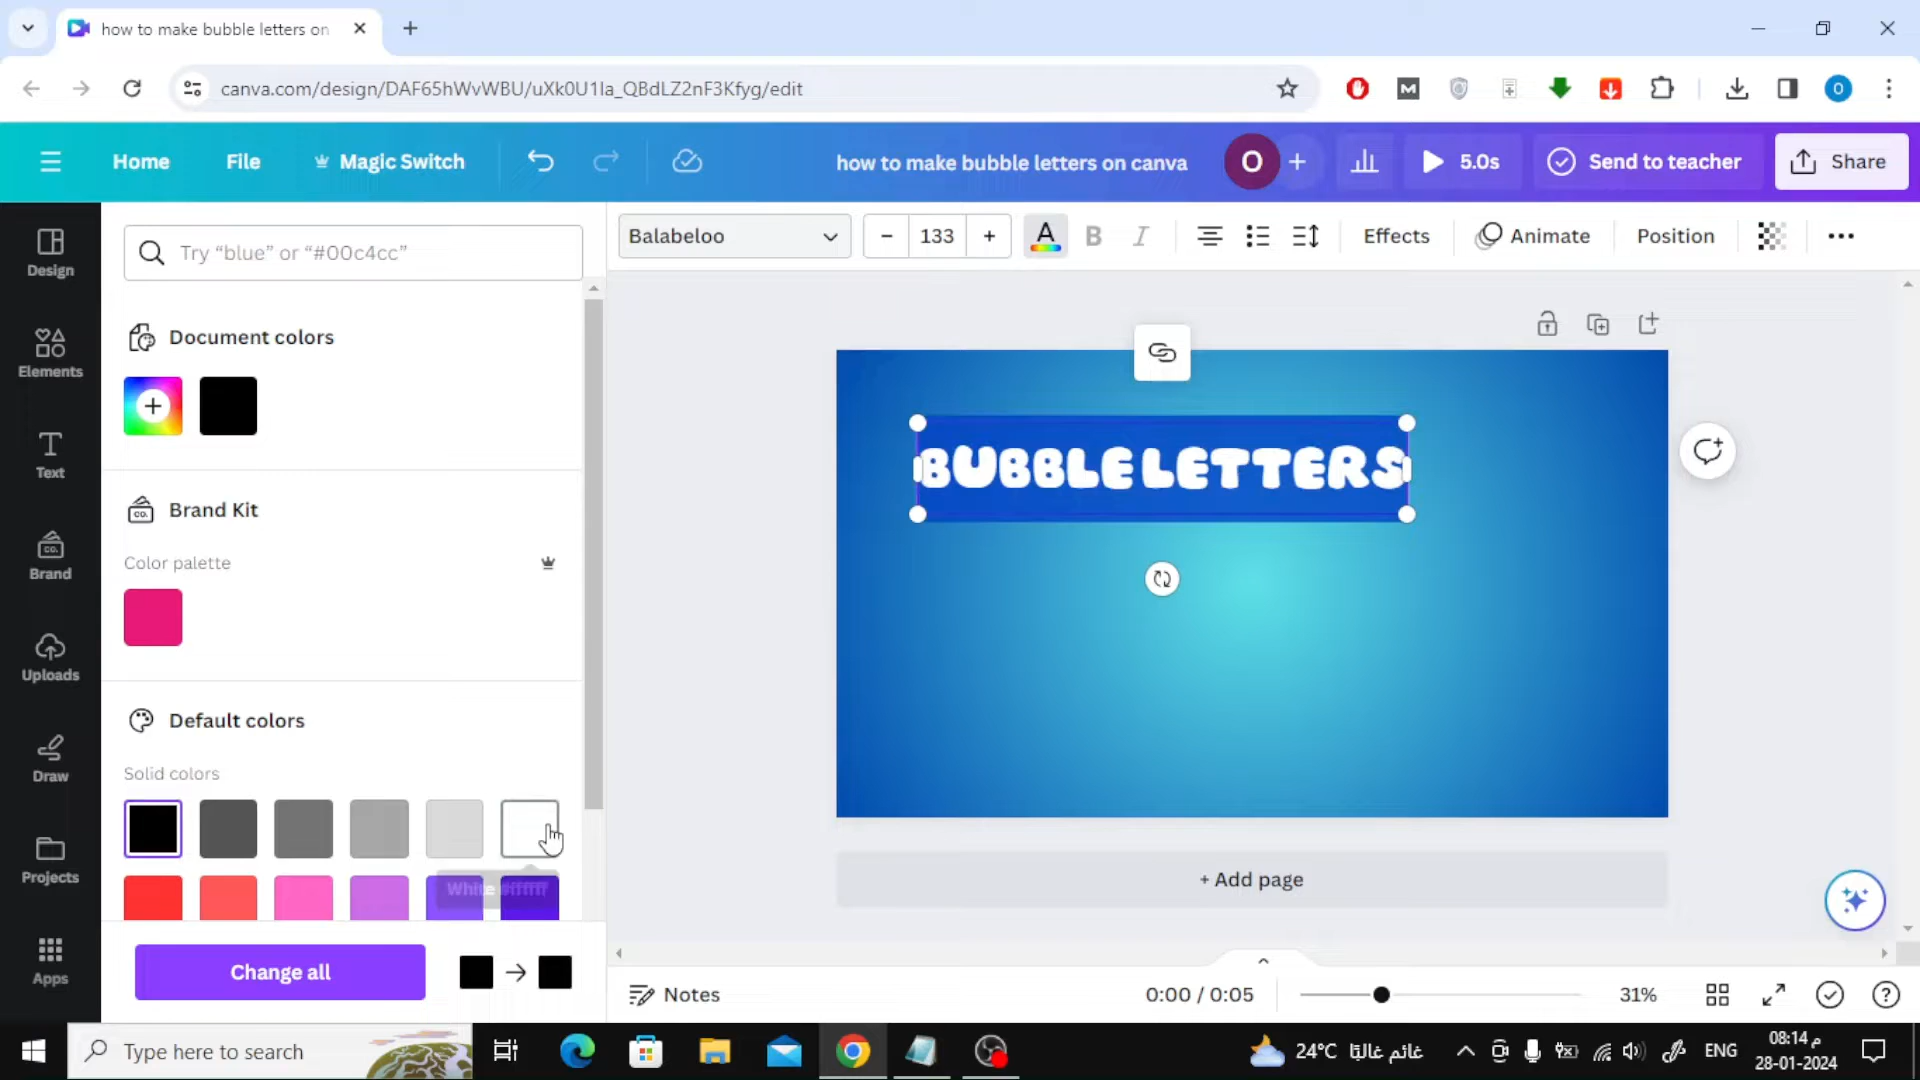 how to make bubble letters on
canva.com/design/DAF65hWvWBU/uXk0U1la_QBdLZ2nF3Kfyg/edit
Home
File
Magic Switch
how to make bubble letters on canva
O
5.0s
Send to teacher
Share
Design
Elements
Text
Brand
Uploads
Draw
Projects
Apps
Try “blue” or “#00c4cc”
Document colors
Brand Kit
Color palette
Default colors
Solid colors
White #ffffff
Change all
Balabeloo
133
A
B
I
Effects
Animate
Position
BUBBLE LETTERS
+ Add page
Notes
0:00 / 0:05
31%
Type here to search
24°C غائم غالبًا
ENG
08:14 م
28-01-2024